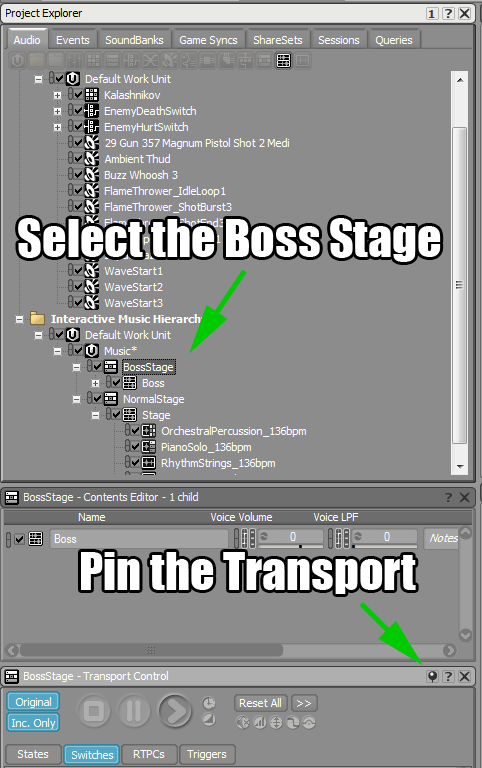 Project Explorer
1 ? X
Audio Events SoundBanks Game Syncs ShareSets Sessions Queries
Default Work Unit
Kalashnikov
EnemyDeathSwitch
EnemyHurtSwitch
29 Gun 357 Magnum Pistol Shot 2 Medi
Ambient Thud
Buzz Whoosh 3
FlameThrower_IdleLoop1
FlameThrower_ShotBurst3
Select the Boss Stage
WaveStart1
WaveStart2
WaveStart3
Interactive Music Hierarchy
Default Work Unit
Music*
BossStage
Boss
NormalStage
Stage
OrchestralPercussion_136bpm
PianoSolo_136bpm
RhythmStrings_136bpm
BossStage - Contents Editor - 1 child
? X
Name Voice Volume Voice LPF
Boss 0 0 Notes
Pin the Transport
BossStage - Transport Control
? X
Original
Inc. Only
Reset All >>
States Switches RTPCs Triggers